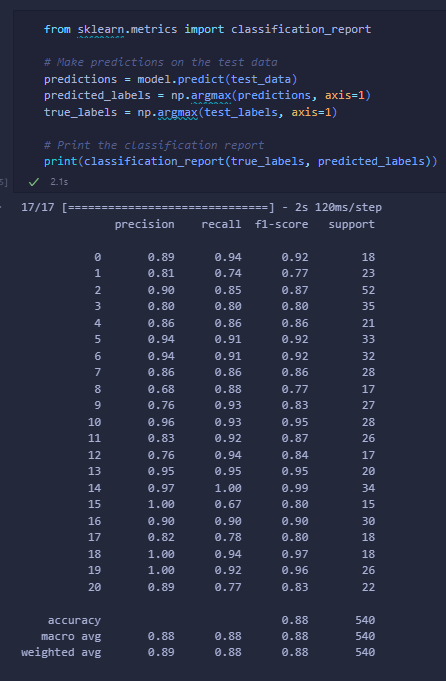 from sklearn.metrics import classification_report
# Make predictions on the test data
predictions = model.predict(test_data)
predicted_labels = np.argmax(predictions, axis=1)
true_labels = np.argmax(test_labels, axis=1)
# Print the classification report
print(classification_report(true_labels, predicted_labels))
5] ✓ 2.1s
17/17 [==============================] - 2s 120ms/step
precision recall f1-score support
0 0.89 0.94 0.92 18
1 0.81 0.74 0.77 23
2 0.90 0.85 0.87 52
3 0.80 0.80 0.80 35
4 0.86 0.86 0.86 21
5 0.94 0.91 0.92 33
6 0.94 0.91 0.92 32
7 0.86 0.86 0.86 28
8 0.68 0.88 0.77 17
9 0.76 0.93 0.83 27
10 0.96 0.93 0.95 28
11 0.83 0.92 0.87 26
12 0.76 0.94 0.84 17
13 0.95 0.95 0.95 20
14 0.97 1.00 0.99 34
15 1.00 0.67 0.80 15
16 0.90 0.90 0.90 30
17 0.82 0.78 0.80 18
18 1.00 0.94 0.97 18
19 1.00 0.92 0.96 26
20 0.89 0.77 0.83 22
accuracy 0.88 540
macro avg 0.88 0.88 0.88 540
weighted avg 0.89 0.88 0.88 540